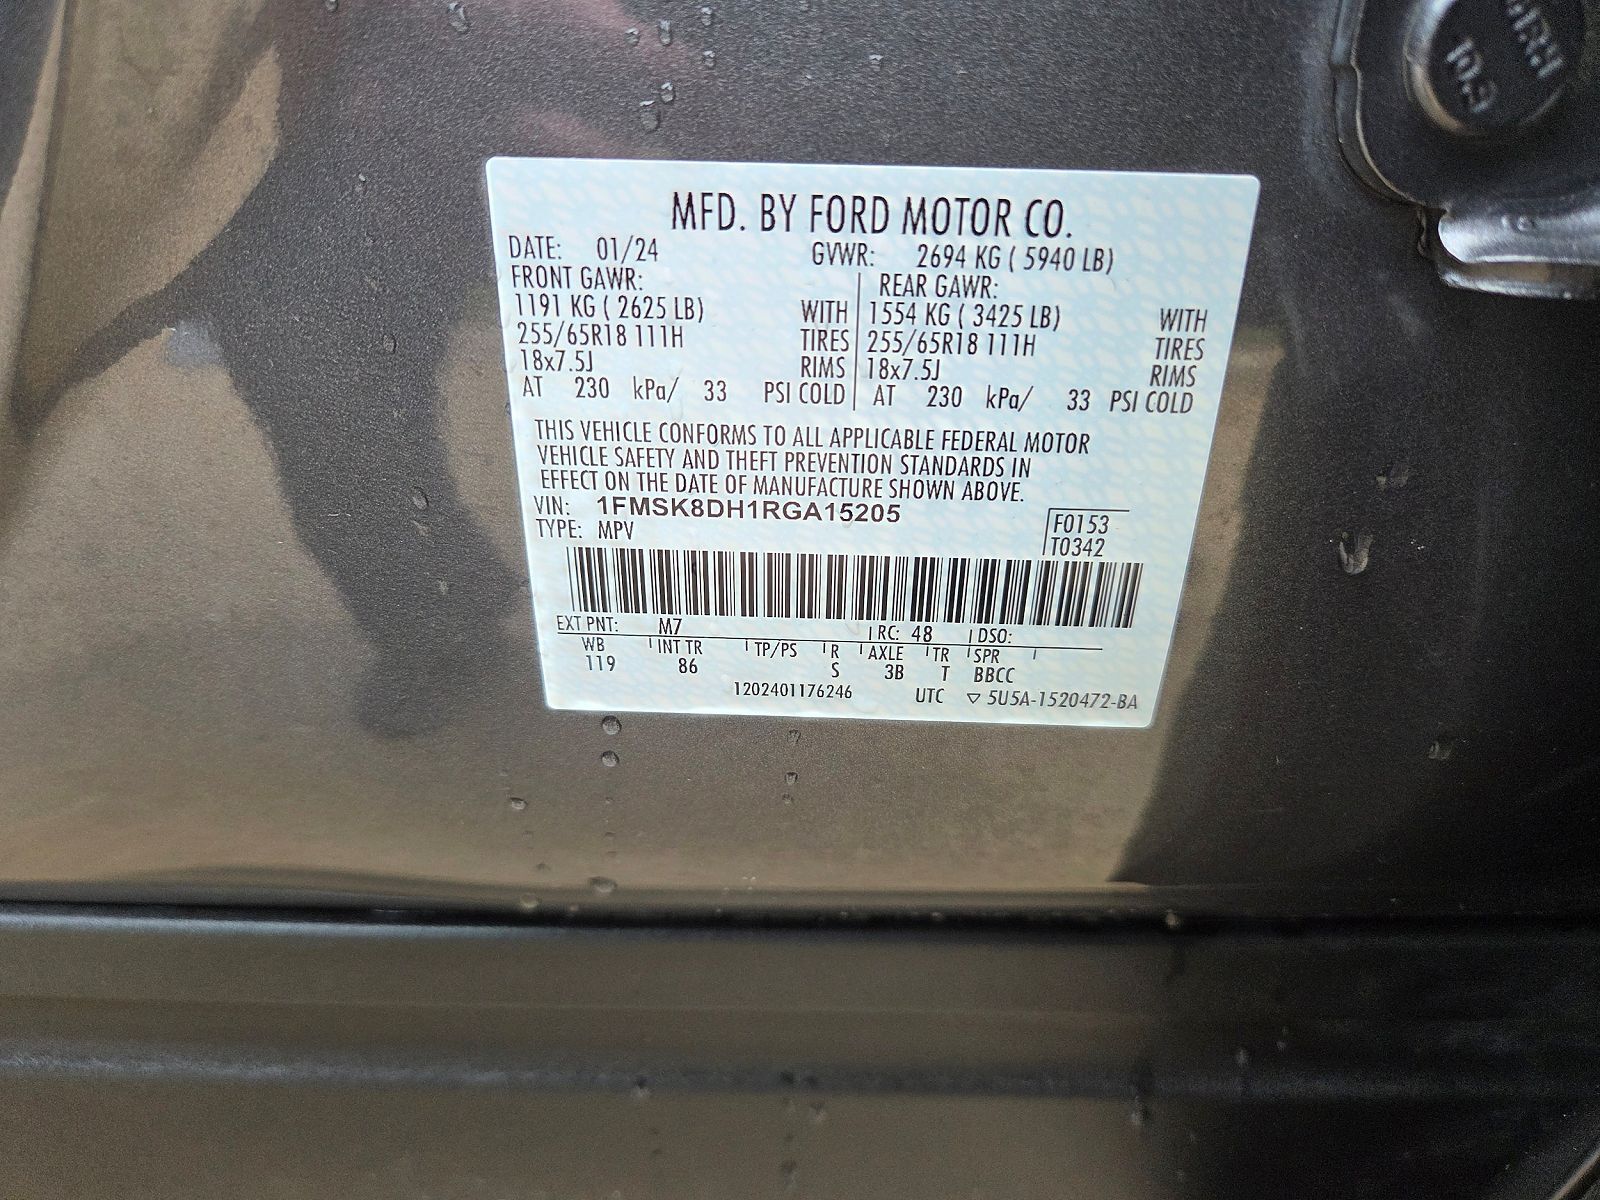 MFD. BY FORD MOTOR CO.
DATE: 01/24 GVWR: 2694 KG ( 5940 LB)
FRONT GAWR: REAR GAWR:
1191 KG ( 2625 LB) WITH 1554 KG ( 3425 LB) WITH
255/65R18 111H TIRES 255/65R18 111H TIRES
18x7.5J RIMS 18x7.5J RIMS
AT 230 kPa/ 33 PSI COLD AT 230 kPa/ 33 PSI COLD
THIS VEHICLE CONFORMS TO ALL APPLICABLE FEDERAL MOTOR
VEHICLE SAFETY AND THEFT PREVENTION STANDARDS IN
EFFECT ON THE DATE OF MANUFACTURE SHOWN ABOVE.
VIN: 1FMSK8DH1RGA15205
TYPE: MPV
F0153
T0342
EXT PNT: M7 RC: 48 DSO:
WB INT TR TP/PS R AXLE TR SPR
119 86 S 3B T BBCC
1202401176246 UTC ▽ 5U5A-1520472-BA
10.9